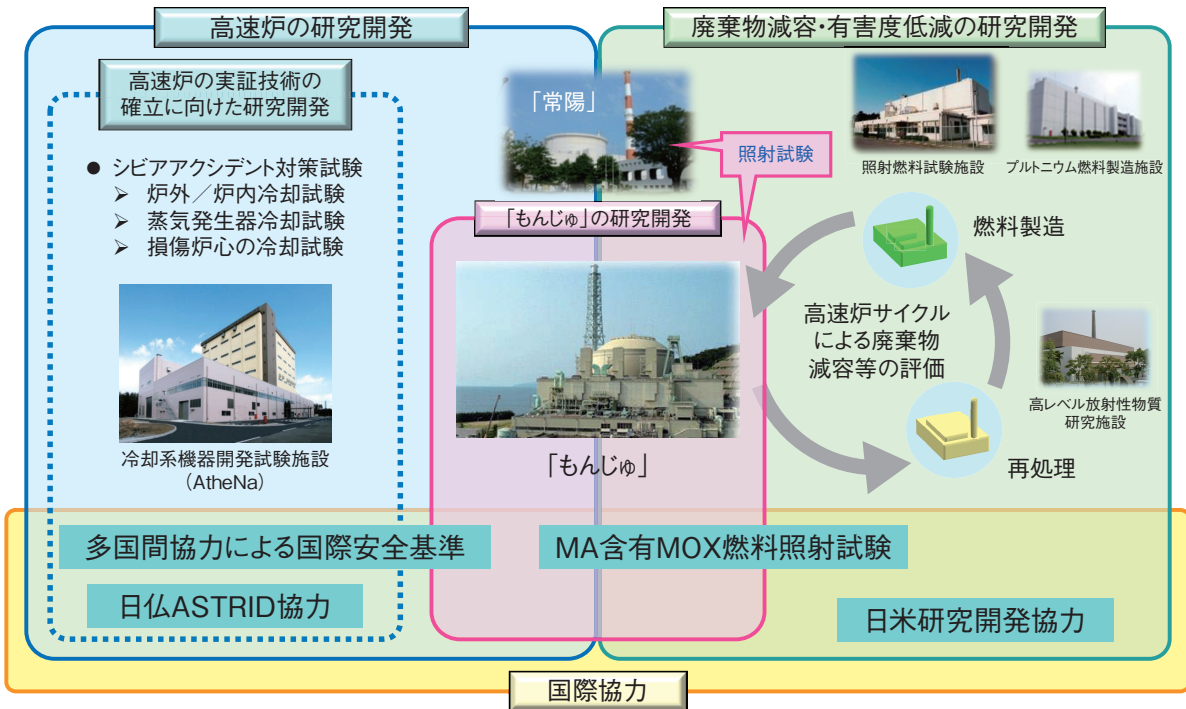 高速炉の研究開発
廃棄物減容・有害度低減の研究開発
高速炉の実証技術の
確立に向けた研究開発
● シビアアクシデント対策試験
➢ 炉外／炉内冷却試験
➢ 蒸気発生器冷却試験
➢ 損傷炉心の冷却試験
冷却系機器開発試験施設
（AtheNa）
「常陽」
照射試験
「もんじゅ」の研究開発
「もんじゅ」
照射燃料試験施設
プルトニウム燃料製造施設
燃料製造
高速炉サイクル
による廃棄物
減容等の評価
高レベル放射性物質
研究施設
再処理
多国間協力による国際安全基準
MA含有MOX燃料照射試験
日仏ASTRID協力
日米研究開発協力
国際協力